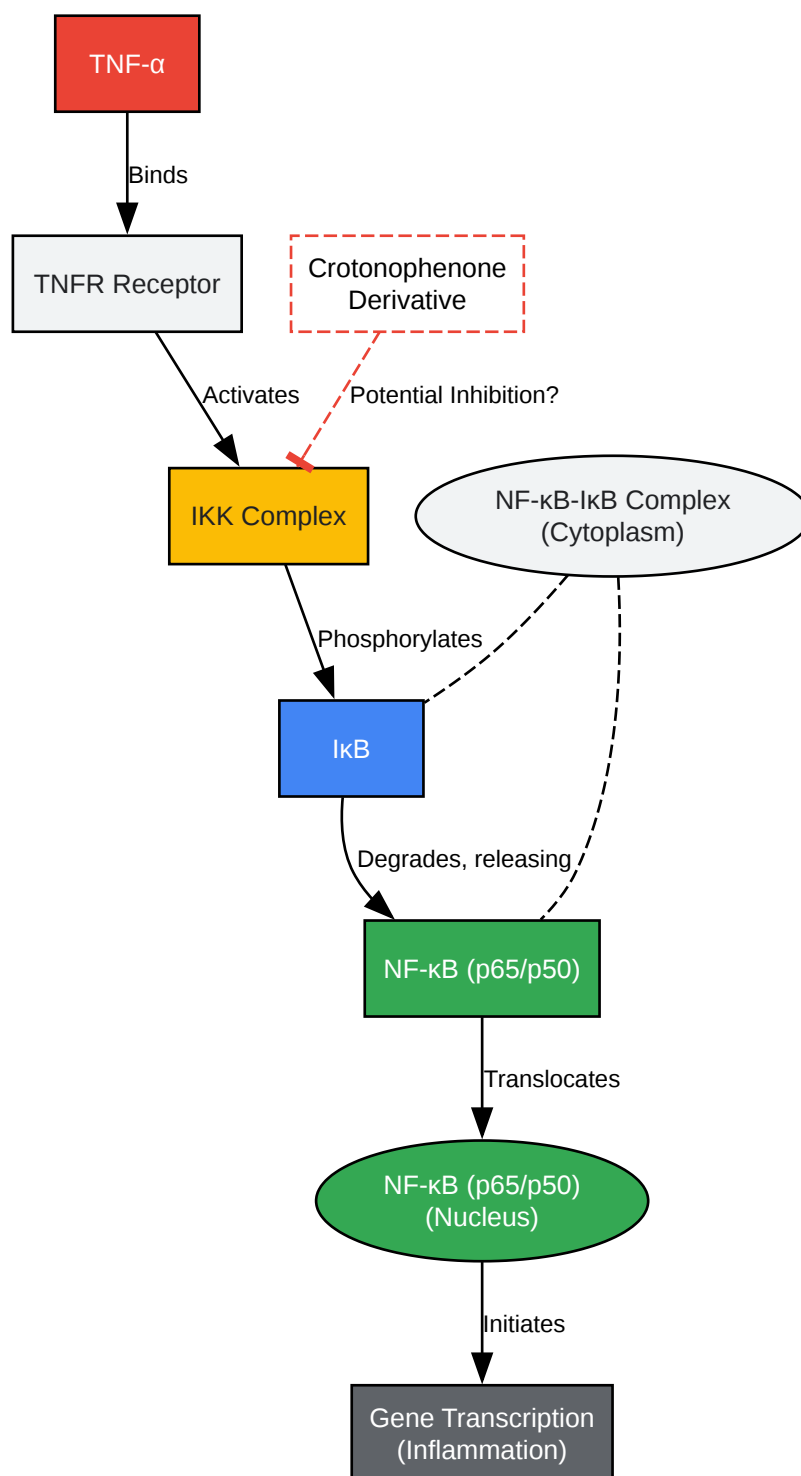 TNF-α
Binds
TNFR Receptor
Crotonophenone
Derivative
Activates
Potential Inhibition?
IKK Complex
NF-κB-IκB Complex
(Cytoplasm)
Phosphorylates
IκB
Degrades, releasing
NF-κB (p65/p50)
Translocates
NF-κB (p65/p50)
(Nucleus)
Initiates
Gene Transcription
(Inflammation)